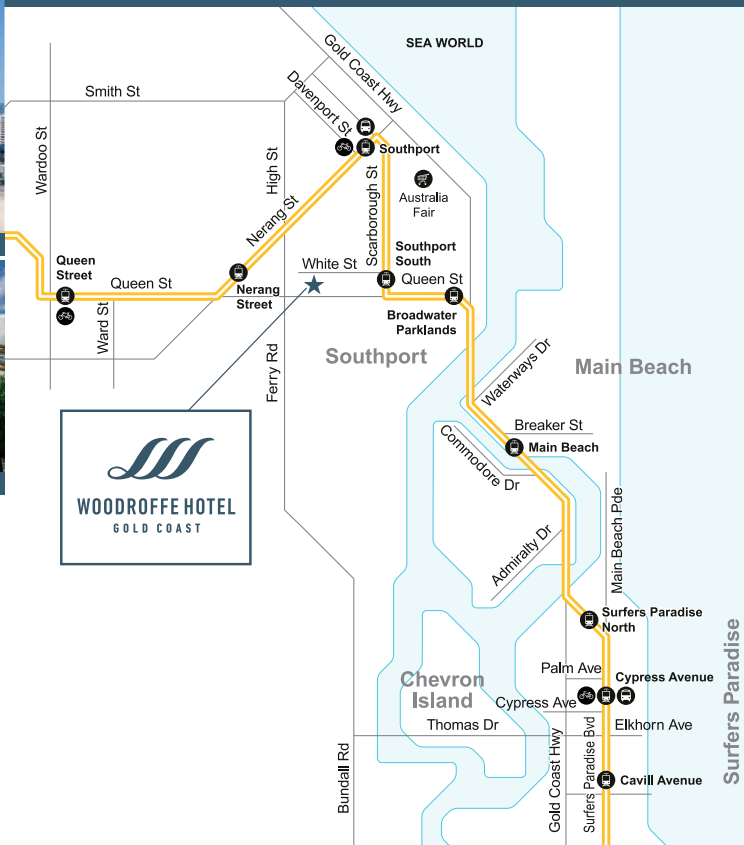 SEA WORLD
Gold Coast Hwy
Smith St
Davenport St
Wardoo St
High St
Southport
Nerang St
Scarborough St
Australia
Fair
Queen
Street
Queen St
White St
Southport
South
Queen St
Nerang
Street
Broadwater
Parklands
Ward St
Ferry Rd
Southport
Waterways Dr
Main Beach
Breaker St
Commodore Dr
Main Beach
WOODROFFE HOTEL
GOLD COAST
Admiralty Dr
Main Beach Pde
Surfers Paradise
North
Palm Ave
Cypress Avenue
Chevron
Island
Cypress Ave
Thomas Dr
Elkhorn Ave
Bundall Rd
Gold Coast Hwy
Surfers Paradise Bvd
Cavill Avenue
Surfers Paradise